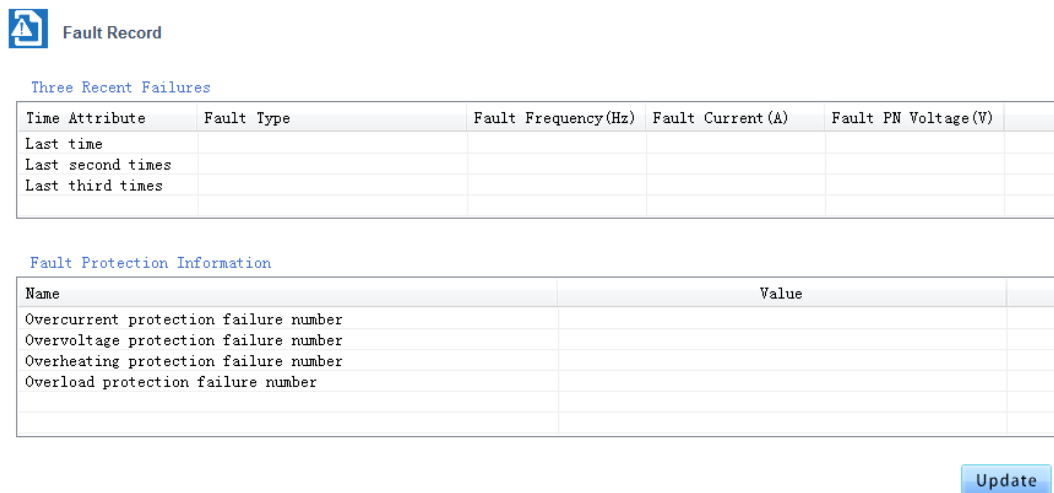 Fault Record
Three Recent Failures
Time Attribute Fault Type Fault Frequency(Hz) Fault Current(A) Fault PN Voltage(V)
Last time
Last second times
Last third times
Fault Protection Information
Name Value
Overcurrent protection failure number
Overvoltage protection failure number
Overheating protection failure number
Overload protection failure number
Update